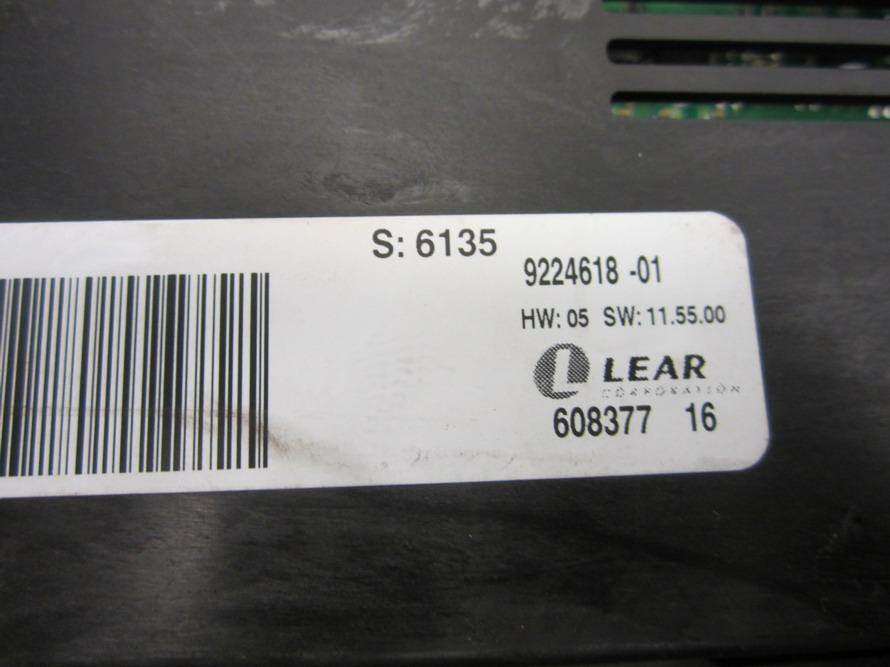 S: 6135
9224618 -01
HW: 05 SW: 11.55.00
L LEAR
CORPORATION
608377 16